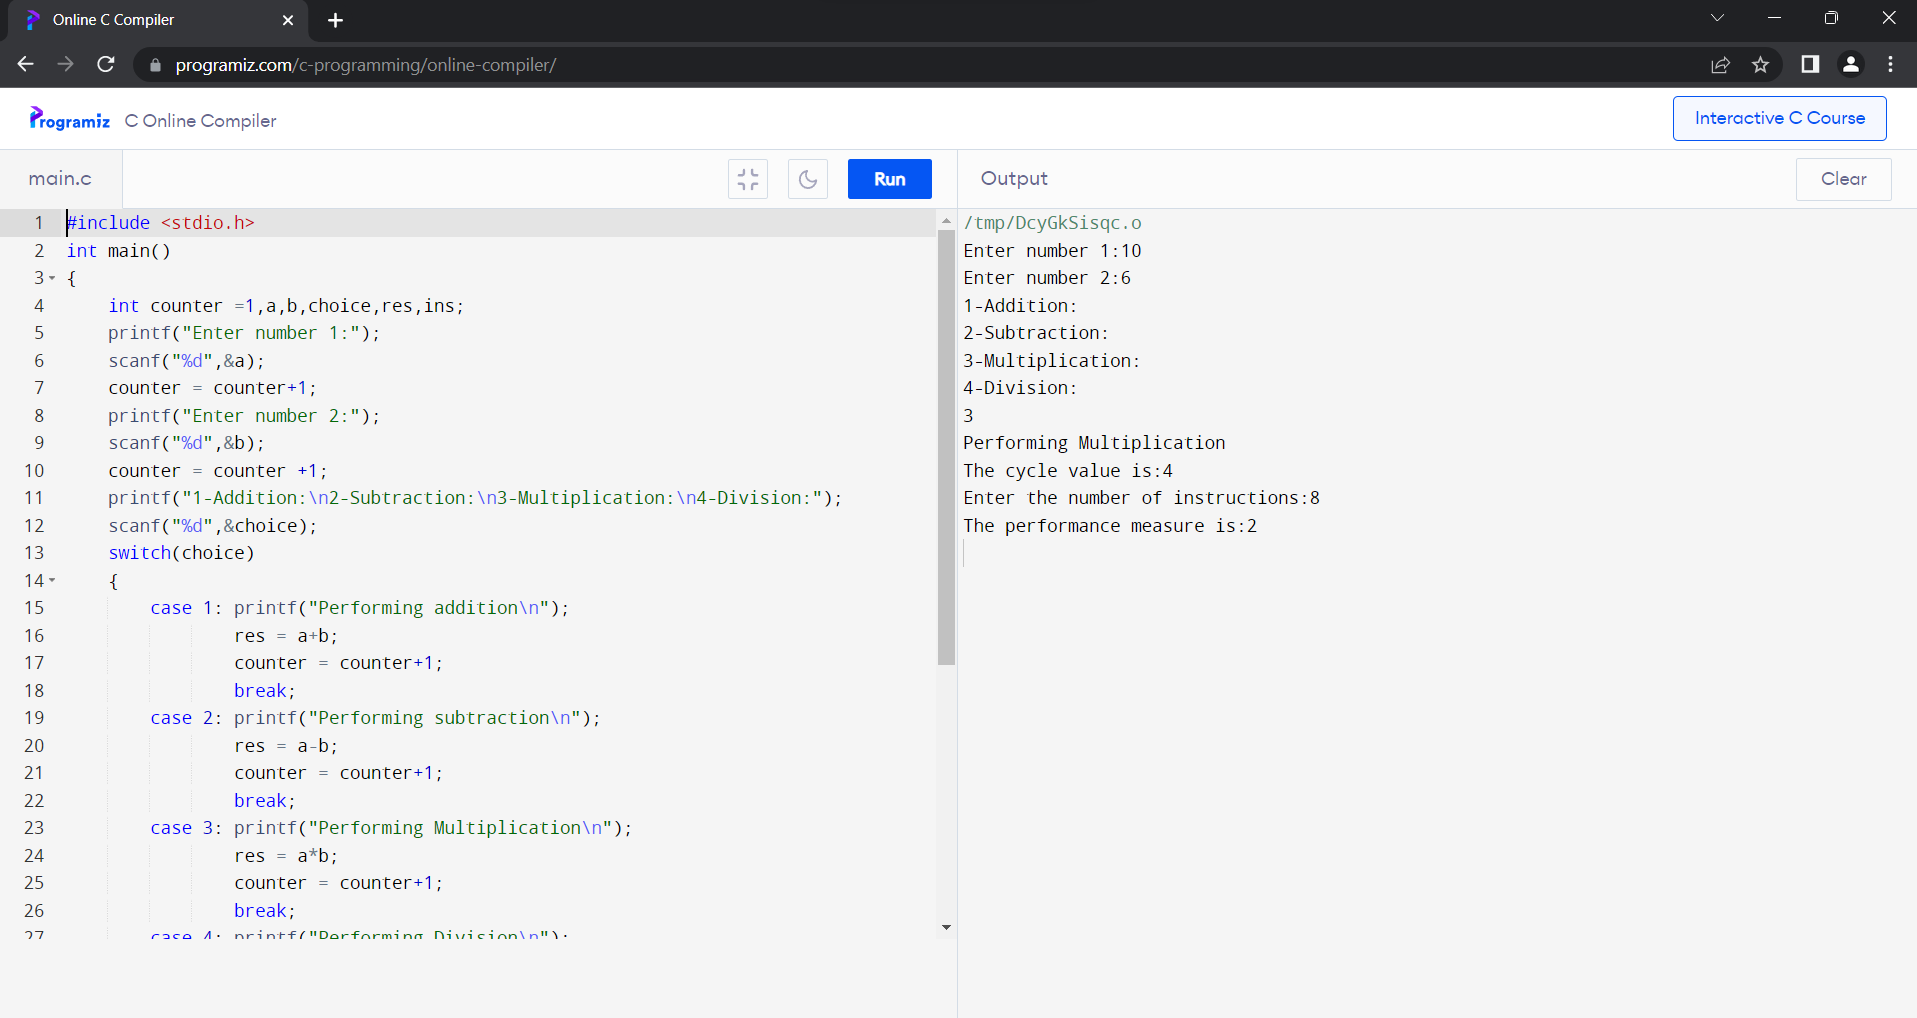 Online C Compiler
programiz.com/c-programming/online-compiler/
Programiz C Online Compiler
Interactive C Course
main.c
Run
Output
Clear
1 #include <stdio.h>
2 int main()
3 {
4 int counter =1,a,b,choice,res,ins;
5 printf("Enter number 1:");
6 scanf("%d",&a);
7 counter = counter+1;
8 printf("Enter number 2:");
9 scanf("%d",&b);
10 counter = counter +1;
11 printf("1-Addition:\n2-Subtraction:\n3-Multiplication:\n4-Division:");
12 scanf("%d",&choice);
13 switch(choice)
14 {
15 case 1: printf("Performing addition\n");
16 res = a+b;
17 counter = counter+1;
18 break;
19 case 2: printf("Performing subtraction\n");
20 res = a-b;
21 counter = counter+1;
22 break;
23 case 3: printf("Performing Multiplication\n");
24 res = a*b;
25 counter = counter+1;
26 break;
27 case 4: printf("Performing Division\n");
/tmp/DcyGkSisqc.o
Enter number 1:10
Enter number 2:6
1-Addition:
2-Subtraction:
3-Multiplication:
4-Division:
3
Performing Multiplication
The cycle value is:4
Enter the number of instructions:8
The performance measure is:2